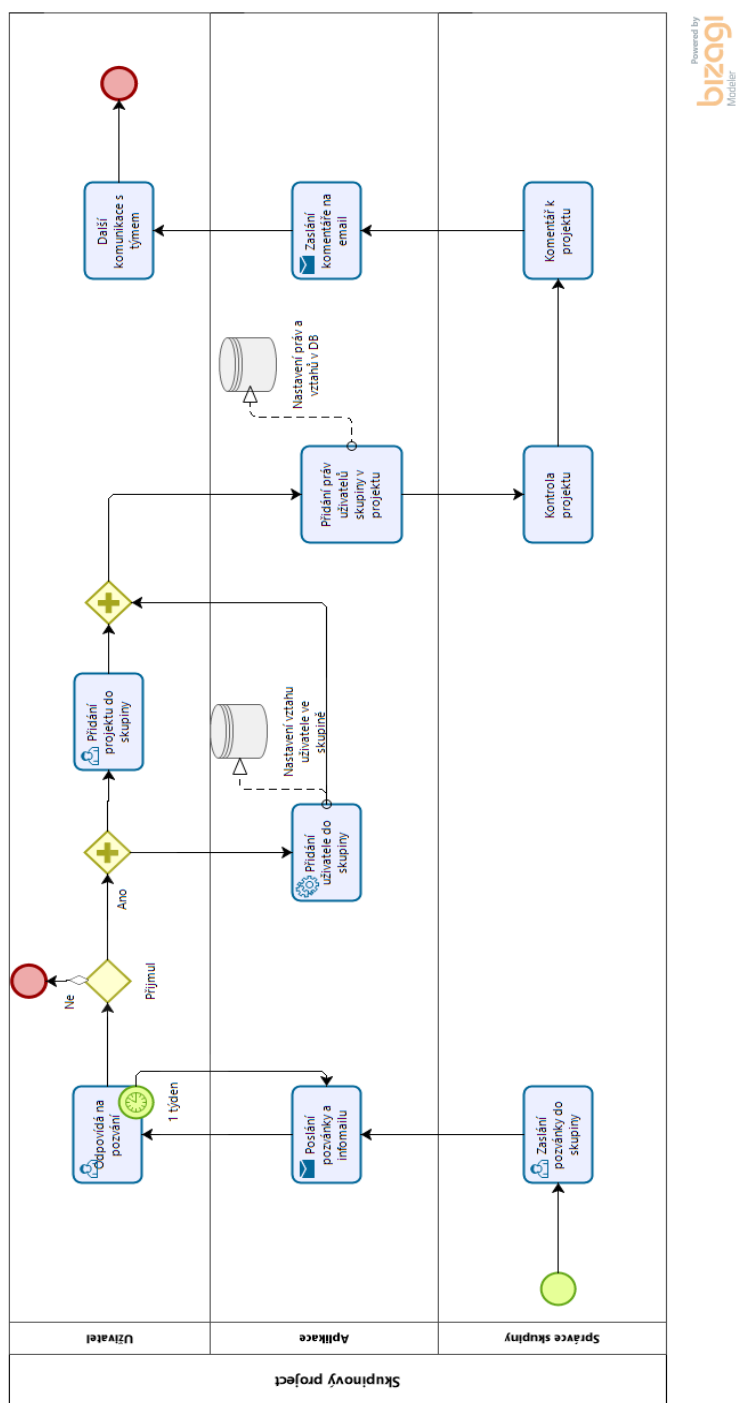 Skupinový project
Uživatel
Aplikace
Správce skupiny
Zaslání
pozvánky do
skupiny
Poslání
pozvánky a
infomailu
Odpovídá na
pozvání
1 týden
Přijmul
Ne
Ano
Přidání
uživatele do
skupiny
Nastavení vztahu
uživatele ve
skupině
Přidání
projektu do
skupiny
Přidání práv
uživatelů
skupiny v
projektu
Nastavení práv a
vztahů v DB
Kontrola
projektu
Komentář k
projektu
Zaslání
komentáře na
email
Další
komunikace s
týmem
Powered by
bizagi
Modeler